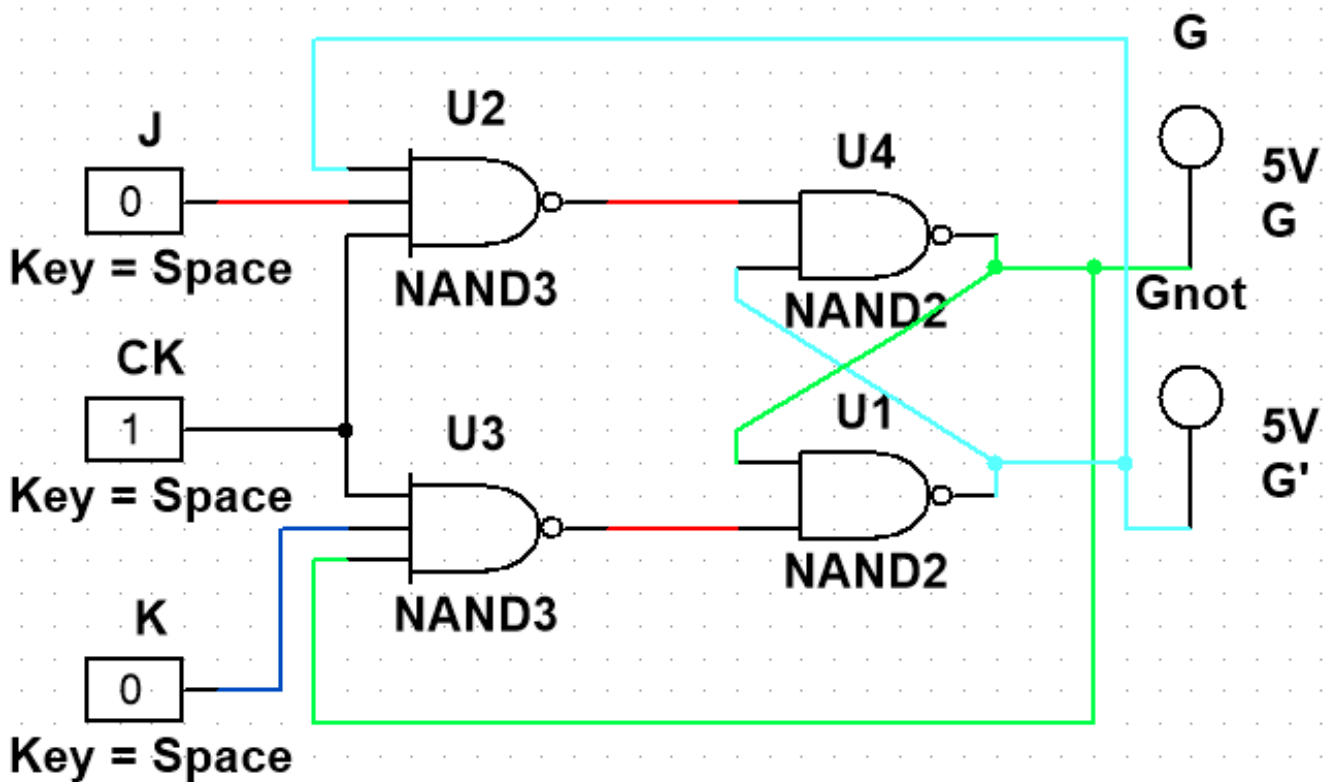 G
J
U2
U4
5V
G
0
Key = Space
NAND3
NAND2
Gnot
CK
U3
U1
5V
G'
1
Key = Space
NAND3
NAND2
K
0
Key = Space